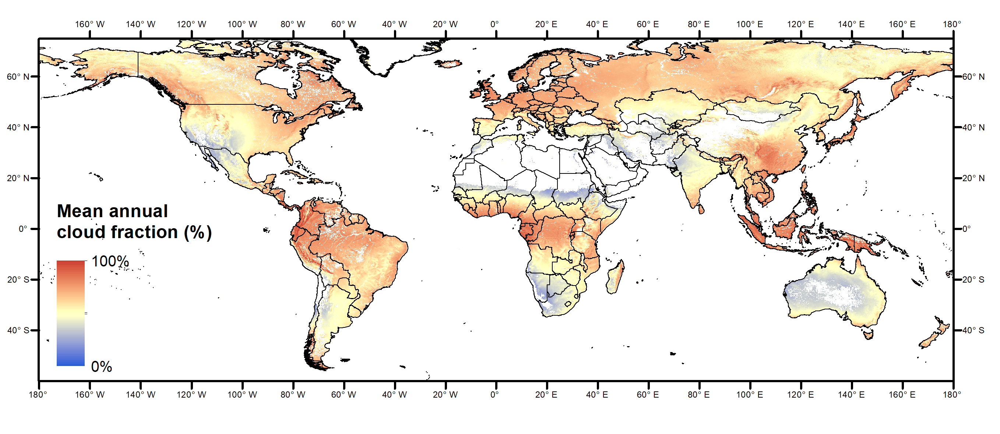 160° W 140° W 120° W 100° W 80° W 60° W 40° W 20° W 0° 20° E 40° E 60° E 80° E 100° E 120° E 140° E 160° E 180°
60° N 60° N
40° N 40° N
20° N 20° N
Mean annual
cloud fraction (%)
0° 0°
100%
20° S 20° S
40° S 40° S
0%
180° 160° W 140° W 120° W 100° W 80° W 60° W 40° W 20° W 0° 20° E 40° E 60° E 80° E 100° E 120° E 140° E 160° E 180°